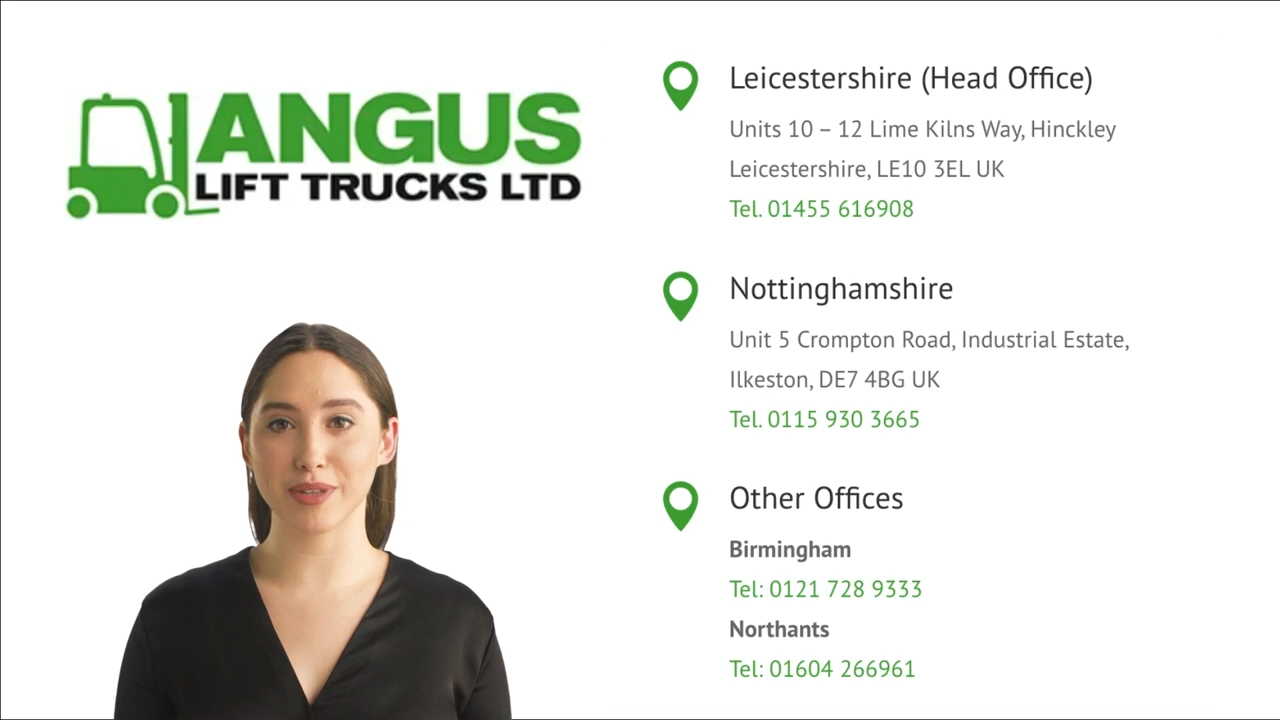 ANGUS
LIFT TRUCKS LTD
Leicestershire (Head Office)
Units 10 – 12 Lime Kilns Way, Hinckley
Leicestershire, LE10 3EL UK
Tel. 01455 616908
Nottinghamshire
Unit 5 Crompton Road, Industrial Estate,
Ilkeston, DE7 4BG UK
Tel. 0115 930 3665
Other Offices
Birmingham
Tel: 0121 728 9333
Northants
Tel: 01604 266961